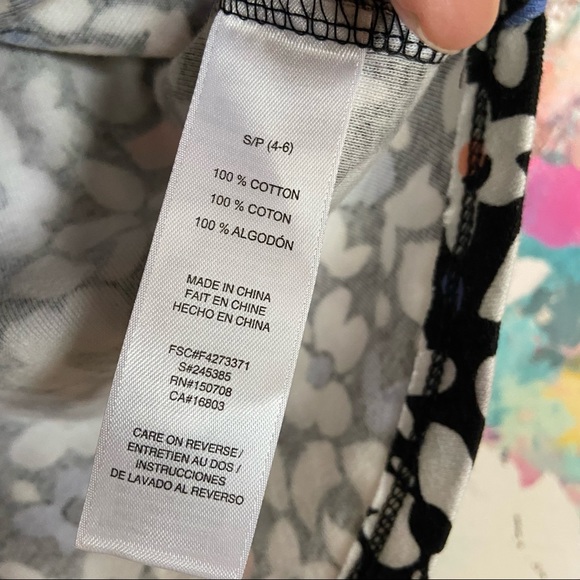 S/P (4-6)
100 % COTTON
100 % COTON
100 % ALGODÓN
MADE IN CHINA
FAIT EN CHINE
HECHO EN CHINA
FSC#F4273371
S#245385
RN#150708
CA#16803
CARE ON REVERSE/
ENTRETIEN AU DOS /
INSTRUCCIONES
DE LAVADO AL REVERSO